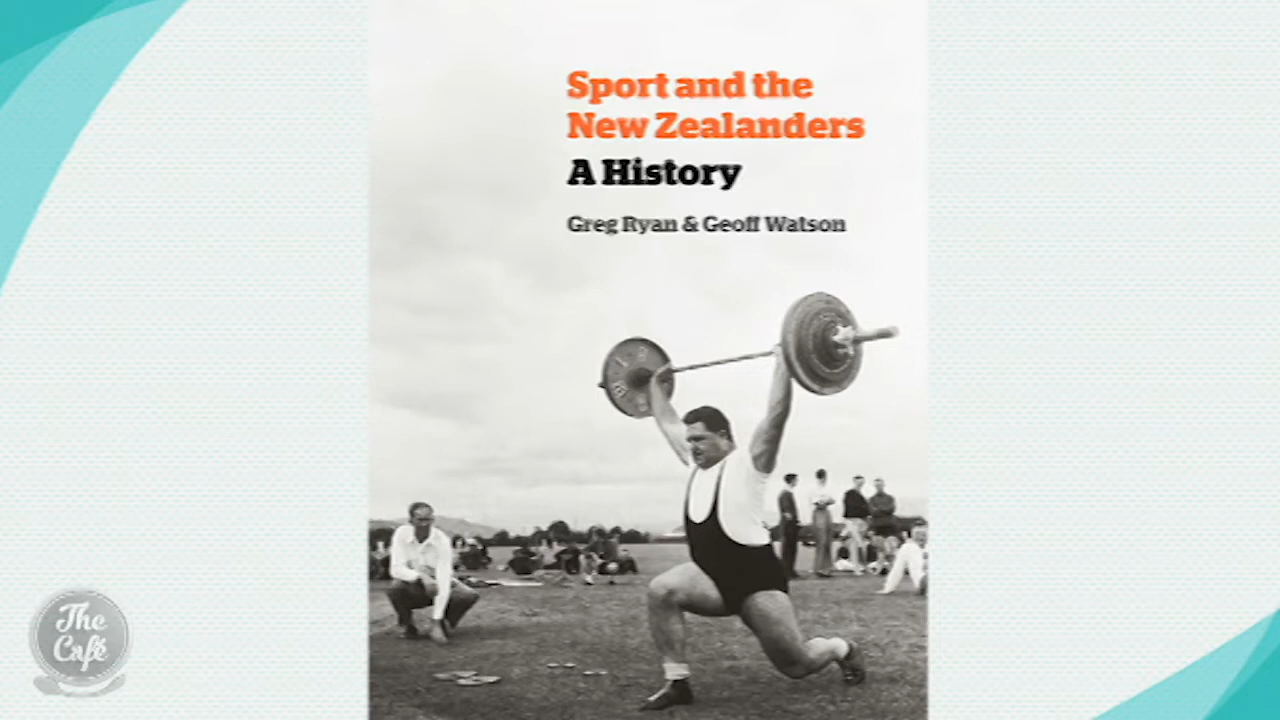 Sport and the
New Zealanders
A History
Greg Ryan & Geoff Watson
The
Café